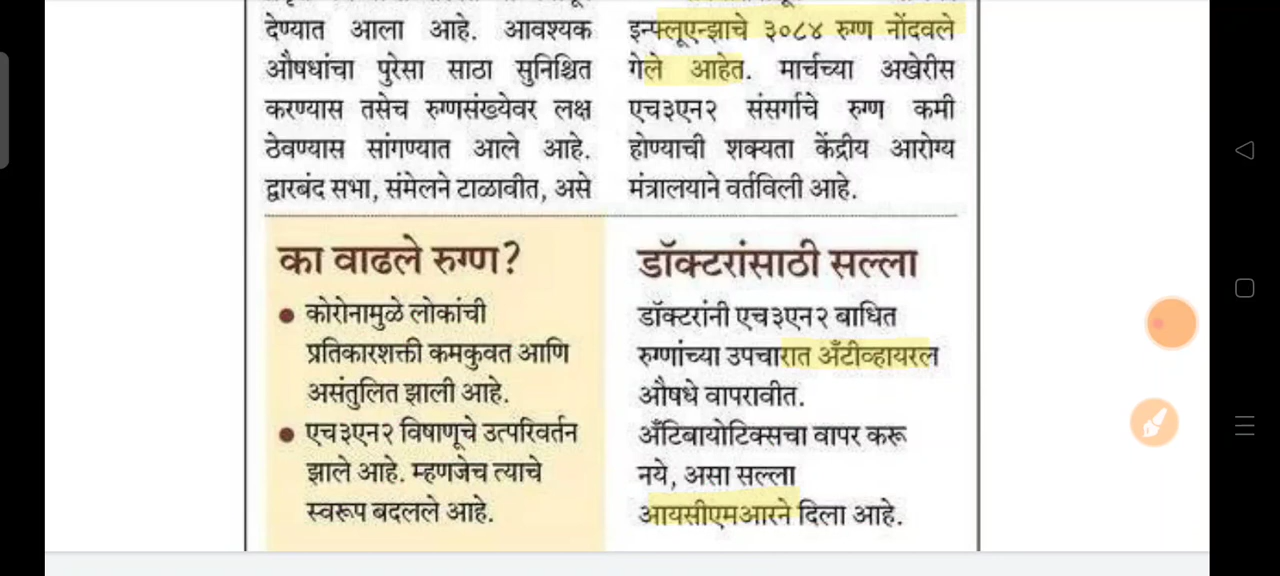 देण्यात आला आहे. आवश्यक
औषधांचा पुरेसा साठा सुनिश्चित
करण्यास तसेच रुग्णसंख्येवर लक्ष
ठेवण्यास सांगण्यात आले आहे.
द्वारबंद सभा, संमेलने टाळावीत, असे
इन्फ्लूएन्झाचे ३०८४ रुग्ण नोंदवले
गेले आहेत. मार्चच्या अखेरीस
एच३एन२ संसर्गाचे रुग्ण कमी
होण्याची शक्यता केंद्रीय आरोग्य
मंत्रालयाने वर्तविली आहे.
का वाढले रुग्ण?
● कोरोनामुळे लोकांची
प्रतिकारशक्ती कमकुवत आणि
असंतुलित झाली आहे.
● एच३एन२ विषाणूचे उत्परिवर्तन
झाले आहे. म्हणजेच त्याचे
स्वरूप बदलले आहे.
डॉक्टरांसाठी सल्ला
डॉक्टरांनी एच३एन२ बाधित
रुग्णांच्या उपचारात अँटीव्हायरल
औषधे वापरावीत.
अँटिबायोटिक्सचा वापर करू
नये, असा सल्ला
आयसीएमआरने दिला आहे.